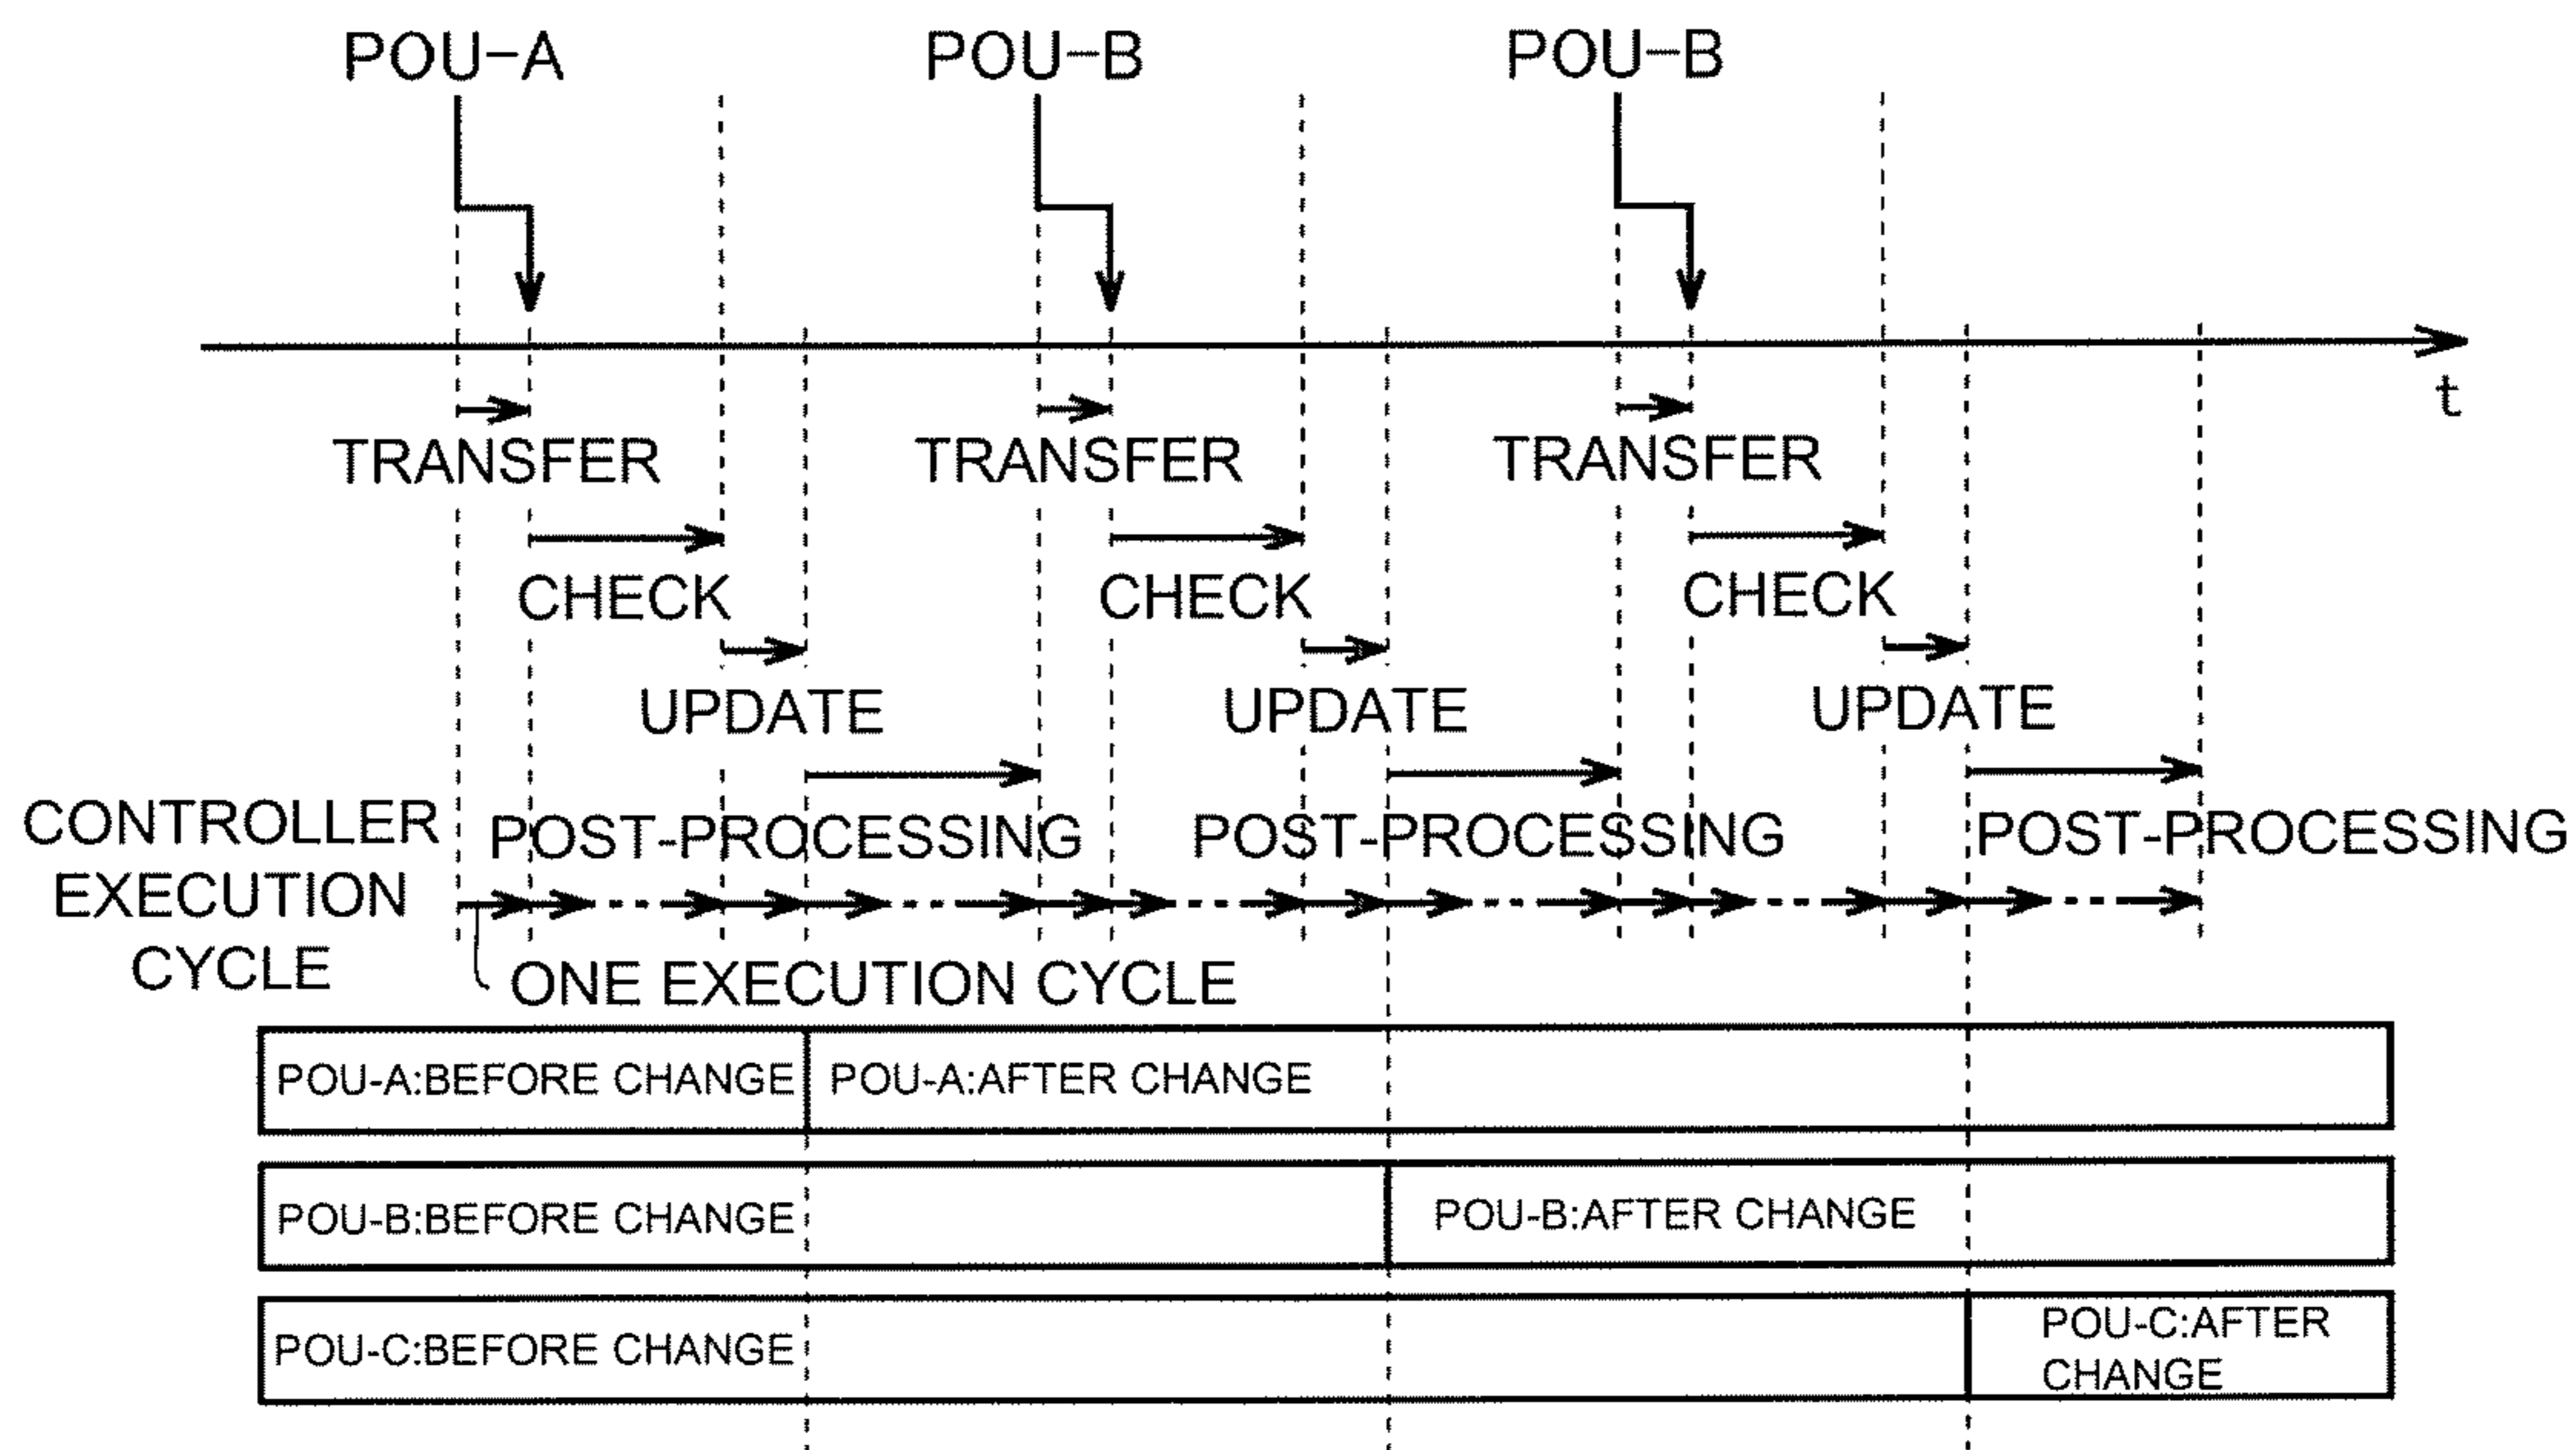 POU-A
POU-B
POU-B
t
TRANSFER
TRANSFER
TRANSFER
CHECK
CHECK
CHECK
UPDATE
UPDATE
UPDATE
POST-PROCESSING
POST-PROCESSING
POST-PROCESSING
CONTROLLER
EXECUTION
CYCLE
ONE EXECUTION CYCLE
POU-A:BEFORE CHANGE
POU-A:AFTER CHANGE
POU-B:BEFORE CHANGE
POU-B:AFTER CHANGE
POU-C:BEFORE CHANGE
POU-C:AFTER
CHANGE